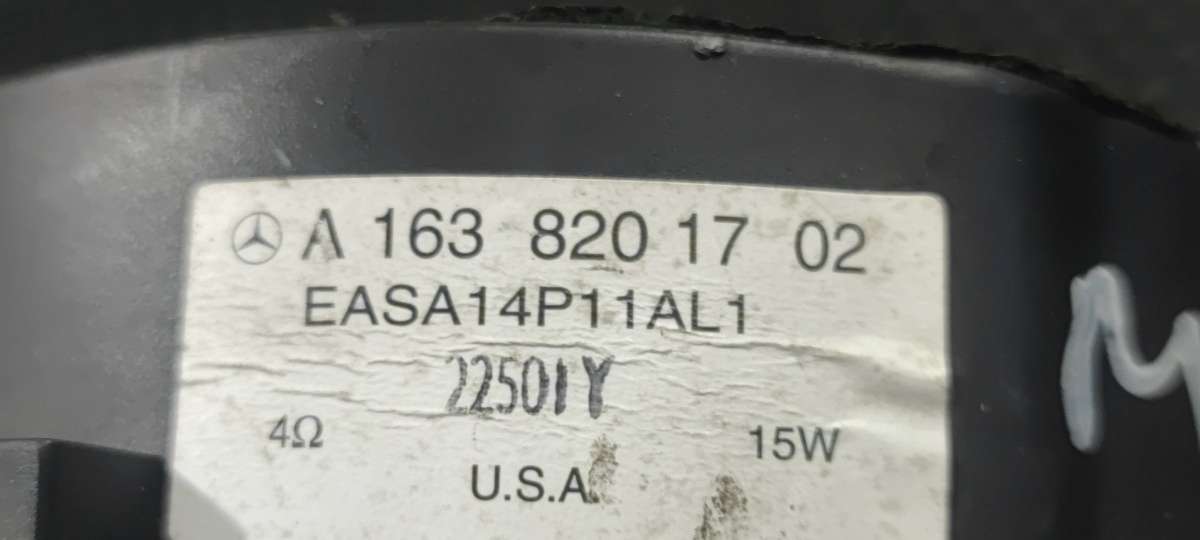 A 163 820 17 02
EASA14P11AL1
22501Y
4Ω 15W
U.S.A.
M